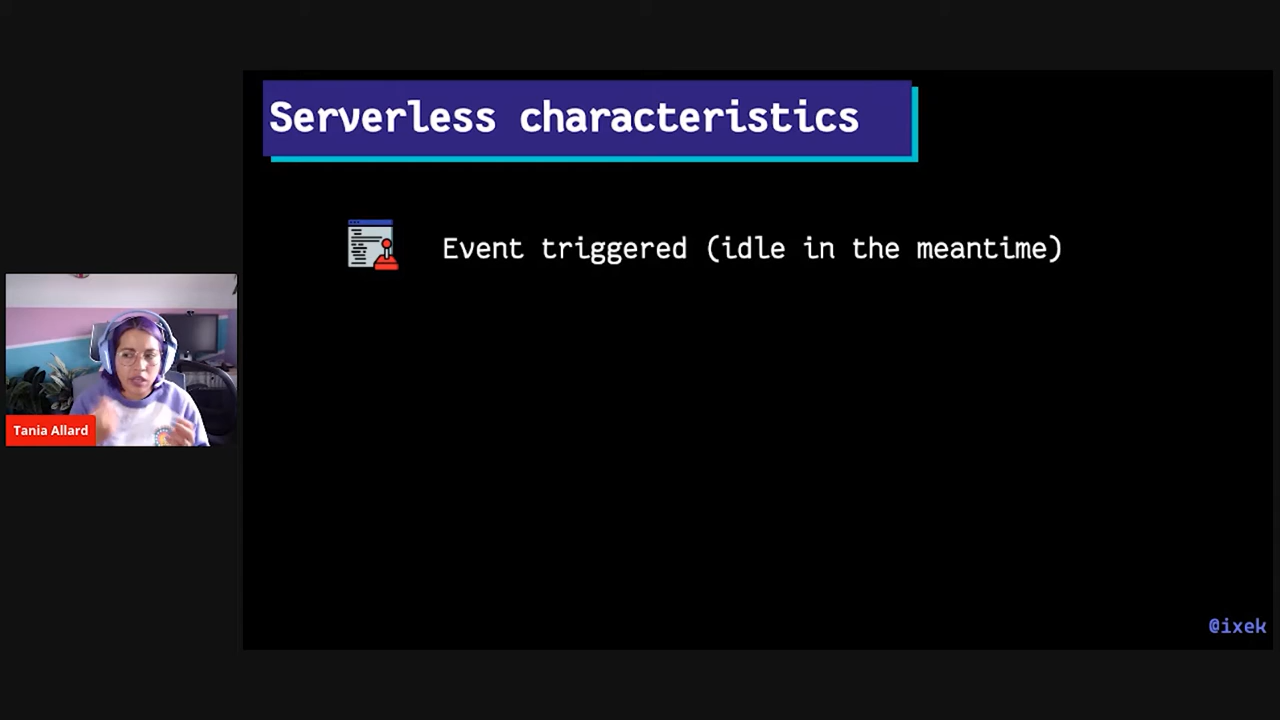 Serverless characteristics
Event triggered (idle in the meantime)
Tania Allard
@ixek